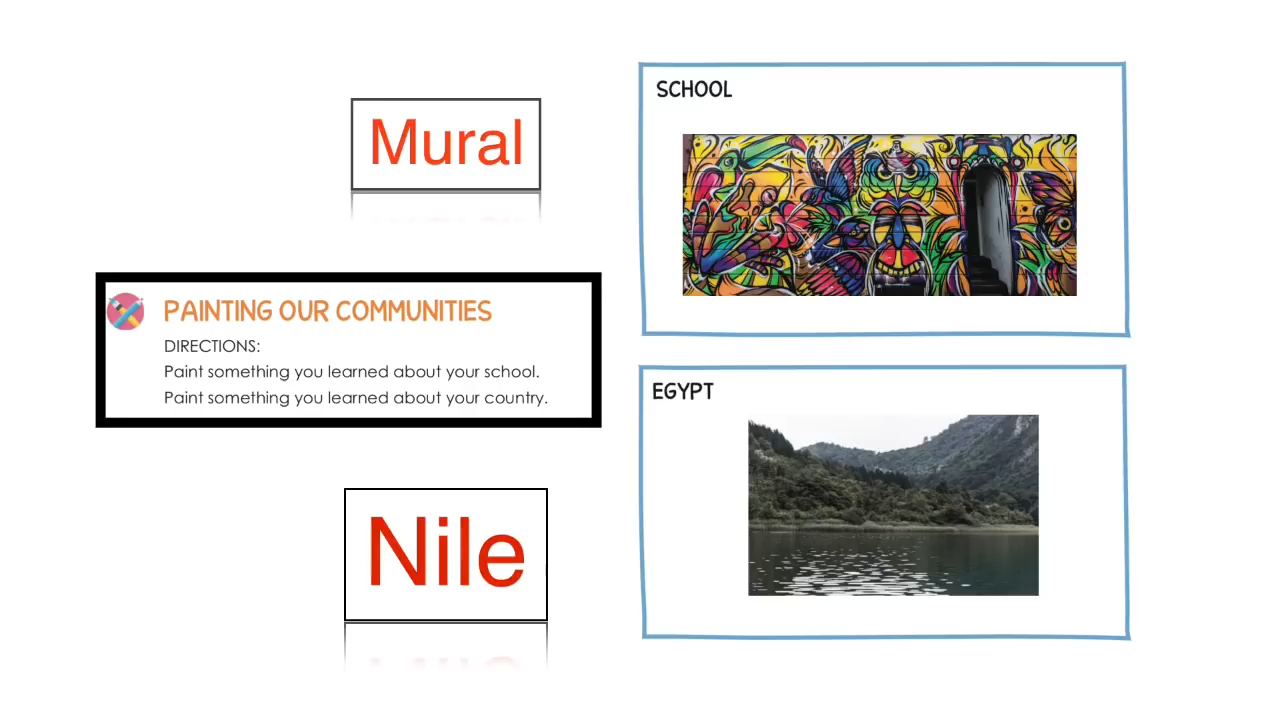 Mural
PAINTING OUR COMMUNITIES
DIRECTIONS:
Paint something you learned about your school.
Paint something you learned about your country.
Nile
SCHOOL
EGYPT